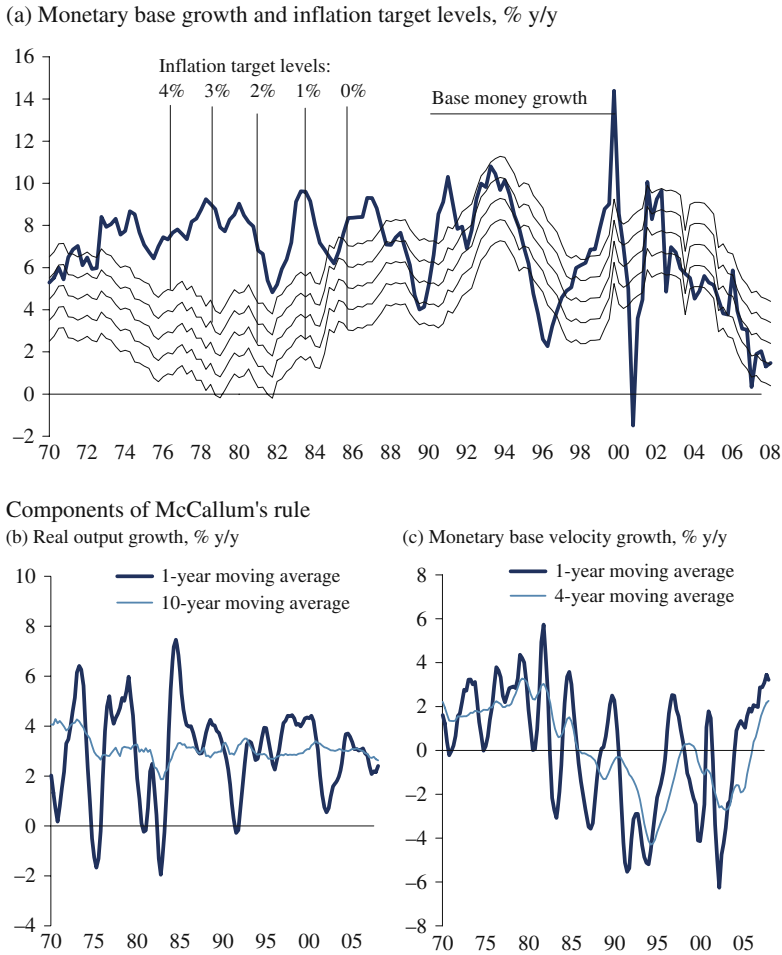 (a) Monetary base growth and inflation target levels, % y/y
16
14
12
10
8
6
4
2
0
–2
Inflation target levels:
4% 3% 2% 1% 0%
Base money growth
70 72 74 76 78 80 82 84 86 88 90 92 94 96 98 00 02 04 06 08
Components of McCallum's rule
(b) Real output growth, % y/y
10
8
6
4
2
0
–2
–4
1-year moving average
10-year moving average
70 75 80 85 90 95 00 05
(c) Monetary base velocity growth, % y/y
8
6
4
2
0
–2
–4
–6
–8
1-year moving average
4-year moving average
70 75 80 85 90 95 00 05